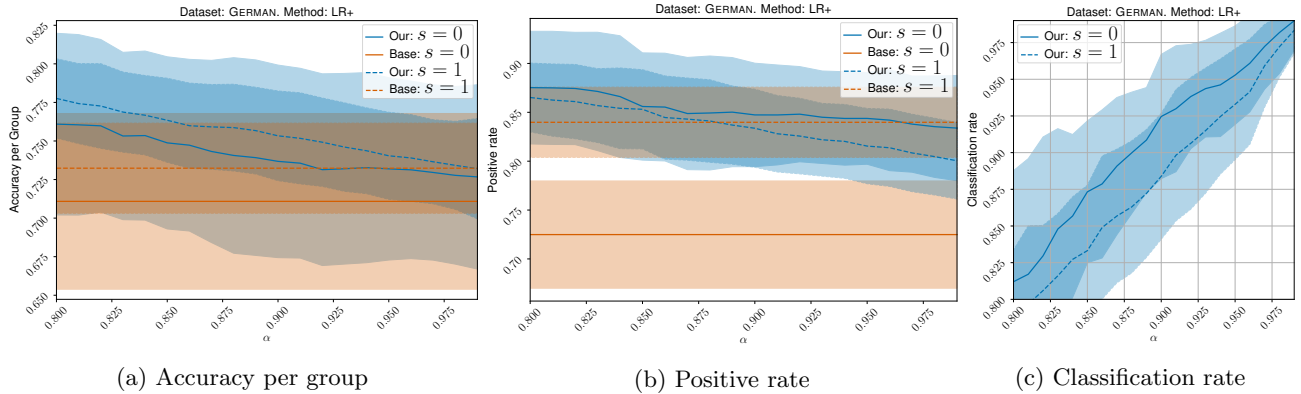 Dataset: GERMAN. Method: LR+
Accuracy per Group
0.825
0.800
0.775
0.750
0.725
0.700
0.675
0.650
Our: s = 0
Base: s = 0
Our: s = 1
Base: s = 1
0.800
0.825
0.850
0.875
0.900
0.925
0.950
0.975
α
(a) Accuracy per group
Dataset: GERMAN. Method: LR+
Positive rate
0.90
0.85
0.80
0.75
0.70
Our: s = 0
Base: s = 0
Our: s = 1
Base: s = 1
0.800
0.825
0.850
0.875
0.900
0.925
0.950
0.975
α
(b) Positive rate
Dataset: GERMAN. Method: LR+
Classification rate
0.975
0.950
0.925
0.900
0.875
0.850
0.825
0.800
Our: s = 0
Our: s = 1
0.800
0.825
0.850
0.875
0.900
0.925
0.950
0.975
α
(c) Classification rate